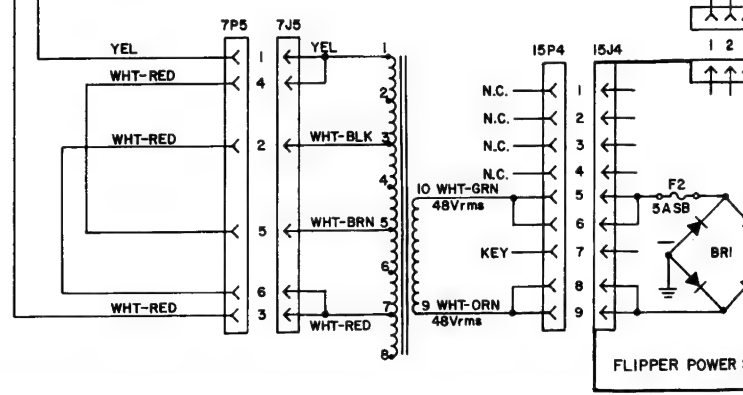 7P5
7J5
YEL
1
YEL
1
WHT-RED
4
2
WHT-RED
2
WHT-BLK
3
4
5
WHT-BRN
5
6
6
7
WHT-RED
3
WHT-RED
8
10 WHT-GRN
48Vrms
9 WHT-ORN
48Vrms
15P4
15J4
1 2
N.C.
1
N.C.
2
N.C.
3
N.C.
4
5
6
KEY
7
8
9
F2
5ASB
BR1
FLIPPER POWER